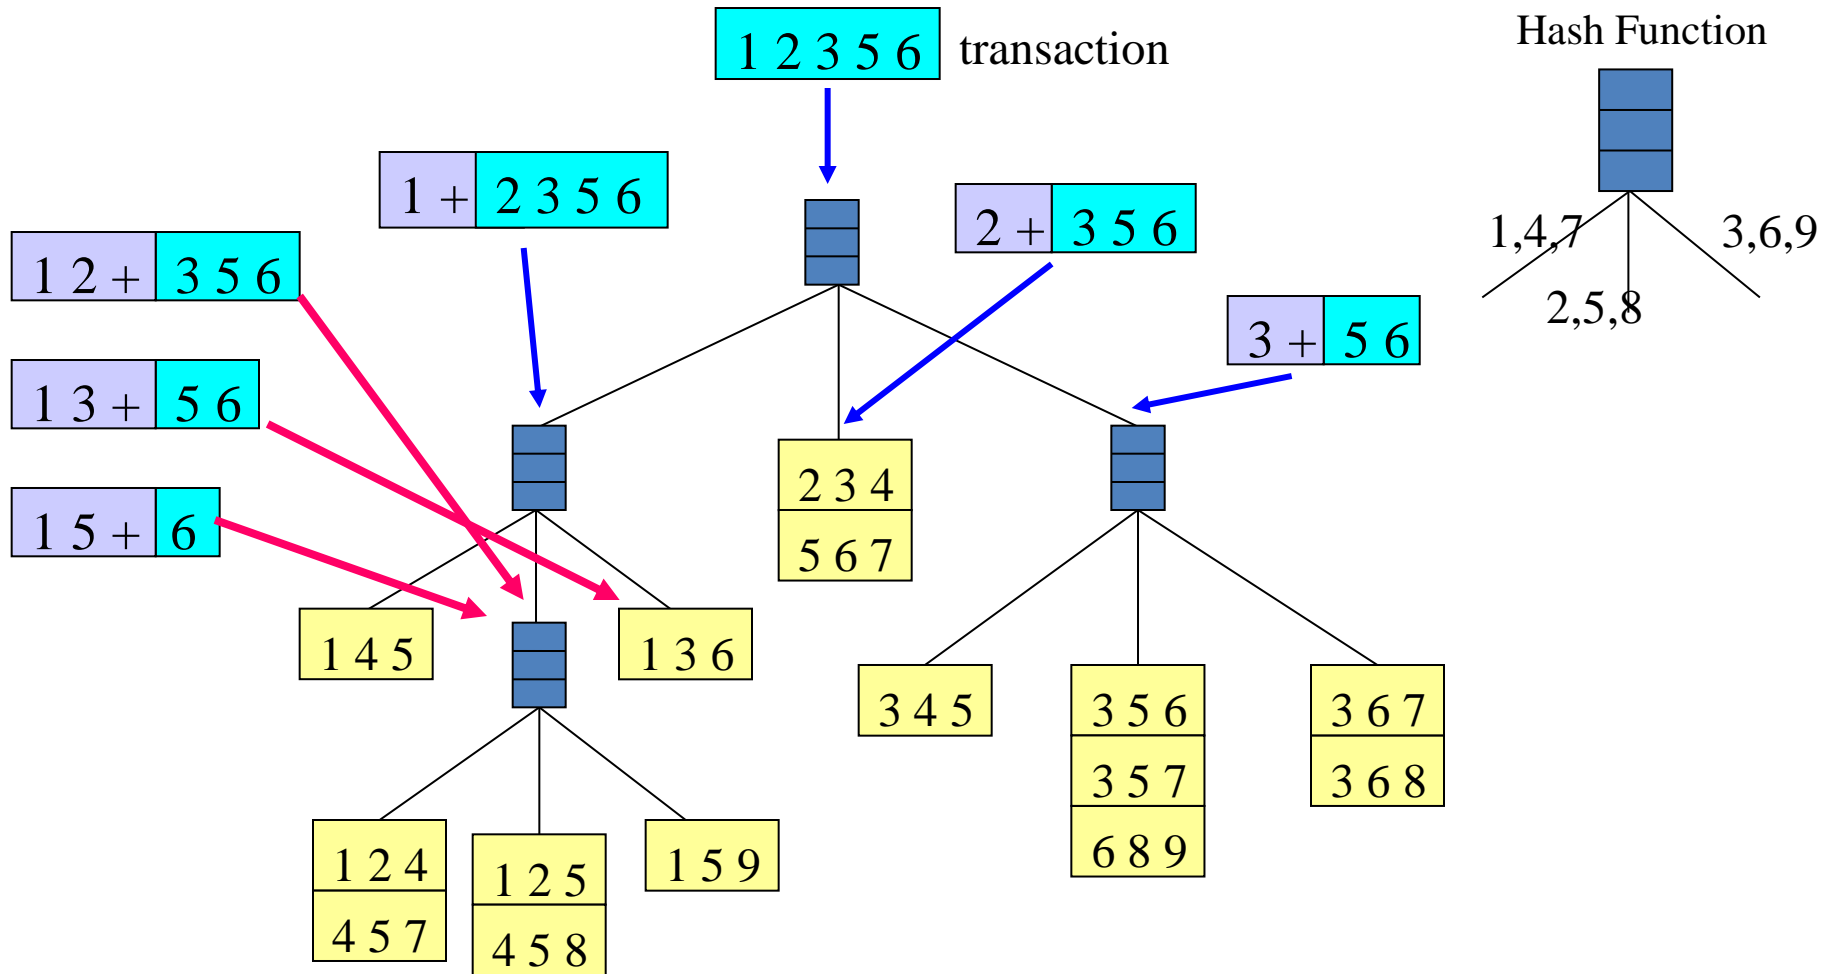 1 2 3 5 6 transaction
Hash Function
1 + 2 3 5 6
2 + 3 5 6
1,4,7 3,6,9
2,5,8
1 2 + 3 5 6
3 + 5 6
1 3 + 5 6
1 5 + 6
2 3 4
5 6 7
1 4 5
1 3 6
3 4 5
3 5 6
3 6 7
3 5 7
3 6 8
6 8 9
1 2 4
1 2 5
1 5 9
4 5 7
4 5 8